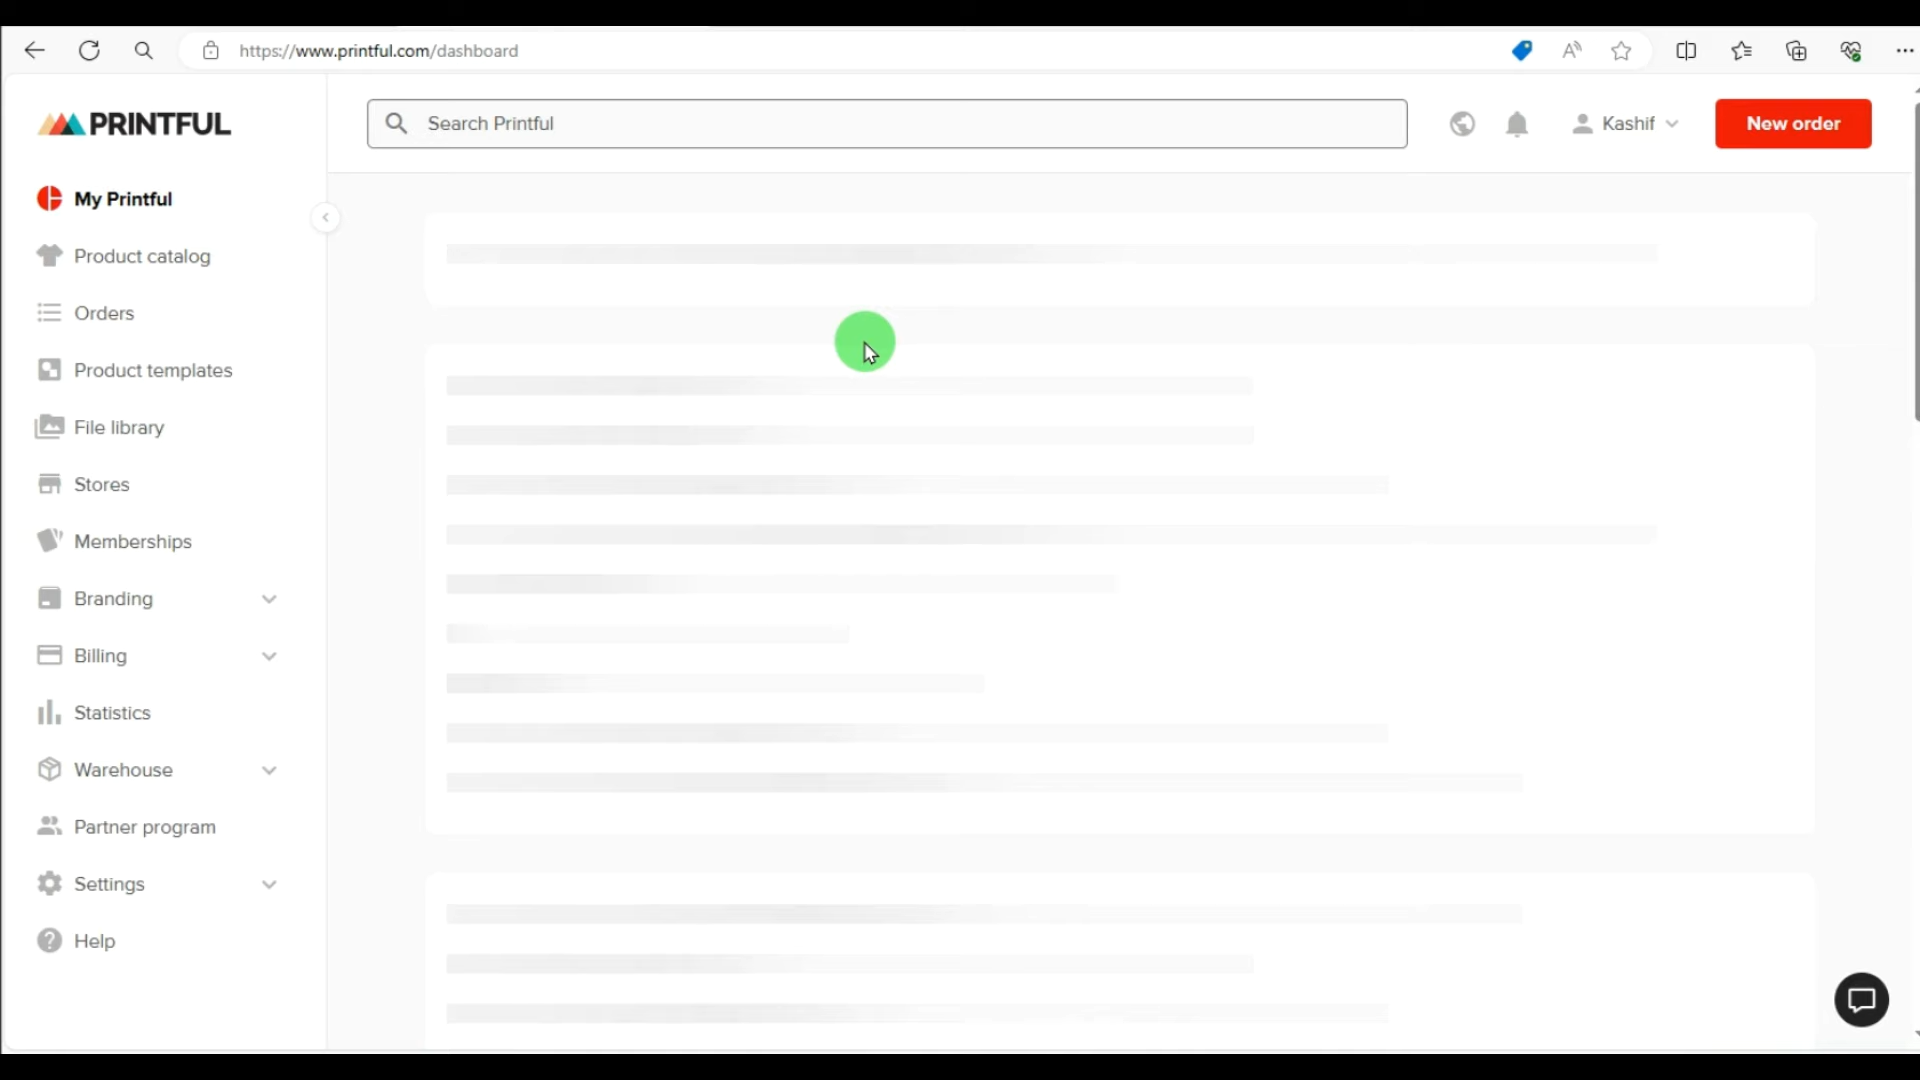 https://www.printful.com/dashboard
PRINTFUL
Search Printful
Kashif
New order
My Printful
Product catalog
Orders
Product templates
File library
Stores
Memberships
Branding
Billing
Statistics
Warehouse
Partner program
Settings
Help